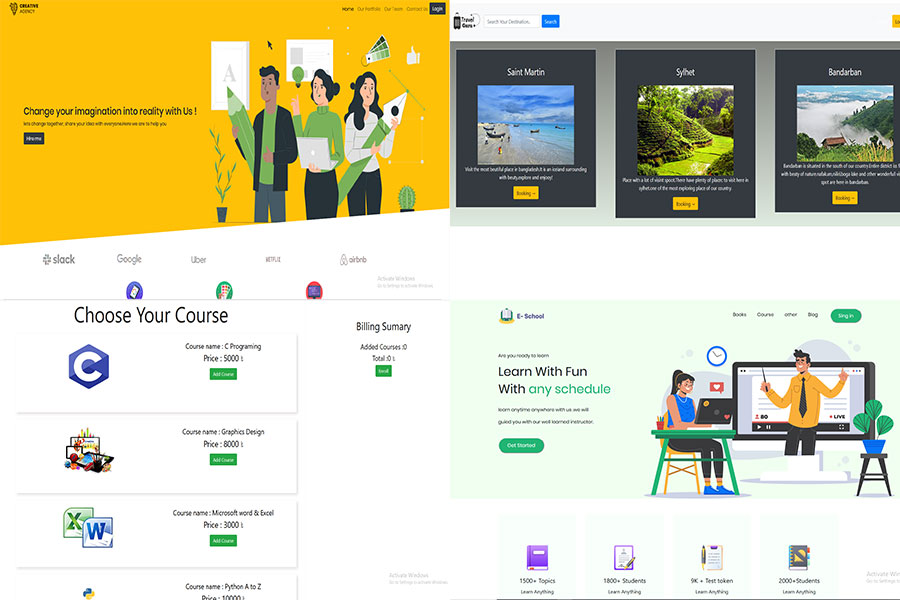 CREATIVE
AGENCY
Home Our Portfolio Our Team Contact Us Login
Change your imagination into reality with Us !
lets change together, share your idea with everyone.Here we are to help you
Hire me
A
slack Google Uber NETFLIX airbnb
Activate Windows
Go to Settings to activate Windows.
Travel
Guru
Search Your Destination...
Search
Saint Martin
Visit the most beutiful place in bangladesh.It is an iceland surrounding
with beauty,explore and enjoy!
Booking →
Sylhet
Place with a lot of visiot spoot.There have plenty of places to visit here in
sylhet.one of the most exploring place of our country.
Booking →
Bandarban
Bandarban is situated in the south of our country.Entire district is
with besty of nature.nafakum,nilgiri,boga lake and other wonderful
spot are here in bandarban.
Booking →
Choose Your Course
Course name : C Programing
Price : 5000 ৳
Add Course
Course name : Graphics Design
Price : 8000 ৳
Add Course
Course name : Microsoft word & Excel
Price : 3000 ৳
Add Course
Course name : Python A to Z
Price : 10000 ৳
Billing Sumary
Added Courses :0
Total :0 ৳
Enroll
Activate Windows
Go to Settings to activate Windows.
E- School
Books Course other Blog Sing in
Are you ready to learn
Learn With Fun
With any schedule
learn anytime anywhere with us. we will
guied you with our well learned instructor.
Get Started
80
LIVE
1500+ Topics
Learn Anything
1800+ Students
Learn Anything
9K + Test token
Learn Anything
2000+Students
Learn Anything
Activate
Go to Settings to